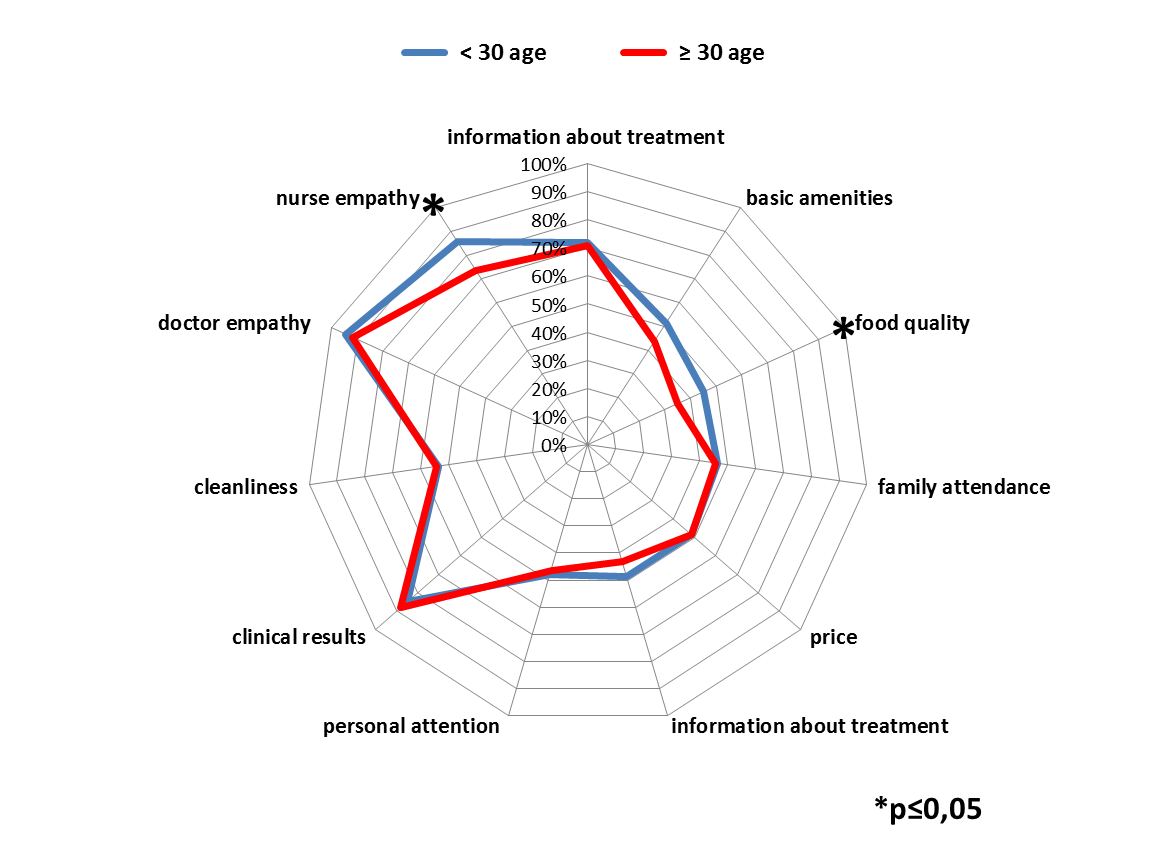 < 30 age
≥ 30 age
information about treatment
100%
nurse empathy *
90%
basic amenities
80%
70%
60%
doctor empathy
* food quality
50%
40%
30%
20%
10%
0%
cleanliness
family attendance
clinical results
price
personal attention
information about treatment
*p≤0,05